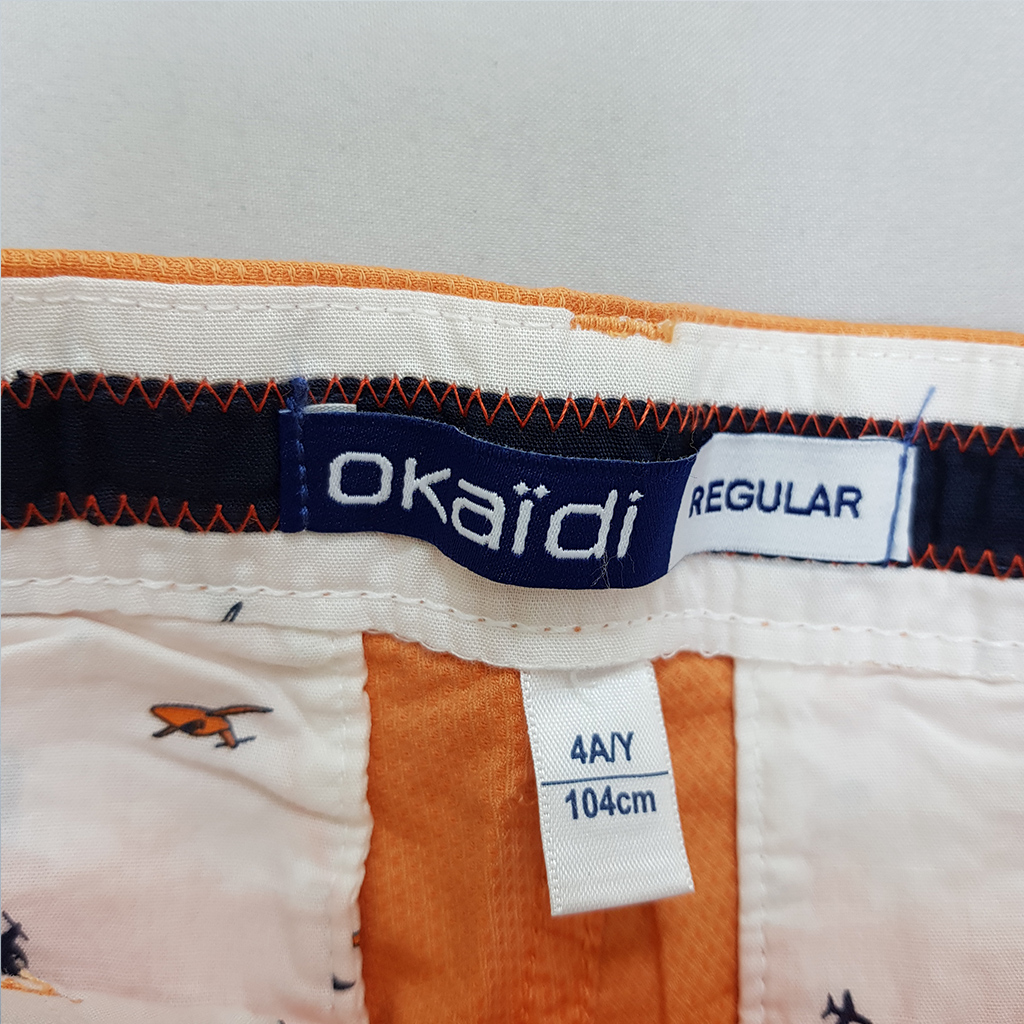 okaïdi
REGULAR
4A/Y
104cm